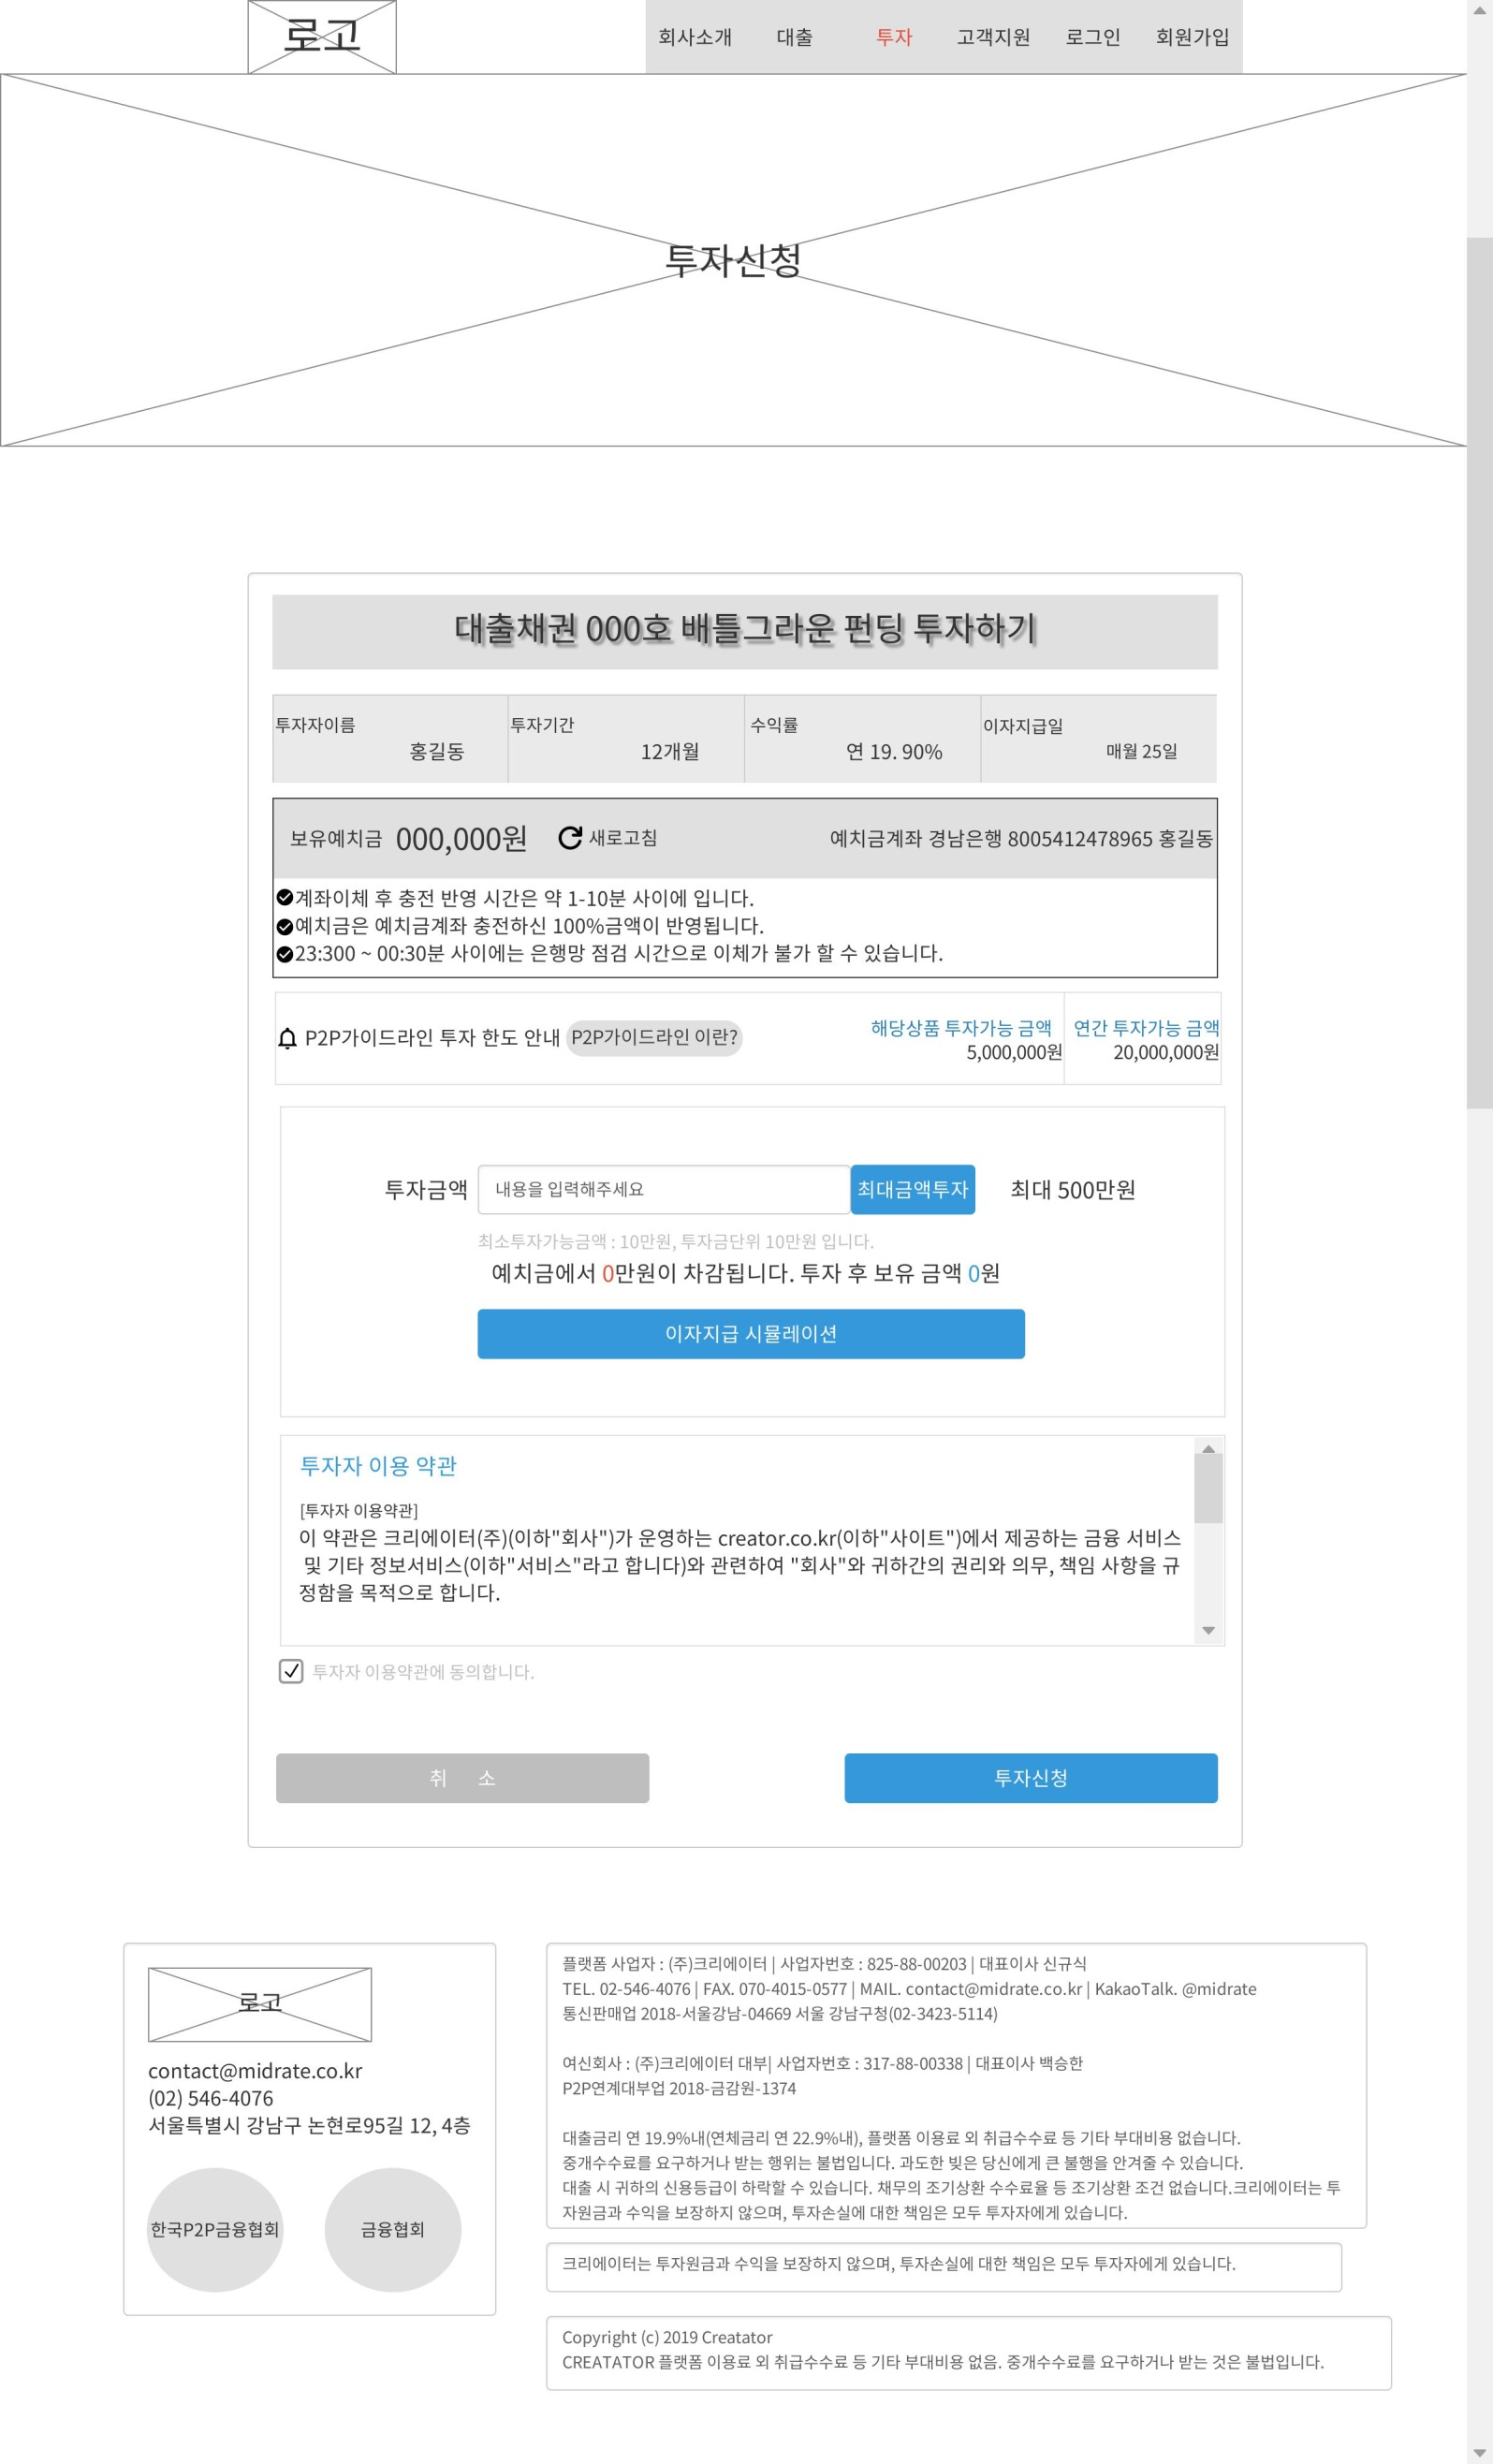 로고
회사소개 대출 투자 고객지원 로그인 회원가입
투자신청
대출채권 000호 배틀그라운 펀딩 투자하기
투자자이름 투자기간 수익률 이자지급일
홍길동 12개월 연 19. 90% 매월 25일
보유예치금 000,000원 새로고침 예치금계좌 경남은행 8005412478965 홍길동
계좌이체 후 충전 반영 시간은 약 1-10분 사이에 입니다.
예치금은 예치금계좌 충전하신 100%금액이 반영됩니다.
23:300 ~ 00:30분 사이에는 은행망 점검 시간으로 이체가 불가 할 수 있습니다.
P2P가이드라인 투자 한도 안내 P2P가이드라인 이란?
해당상품 투자가능 금액 연간 투자가능 금액
5,000,000원 20,000,000원
투자금액 내용을 입력해주세요 최대금액투자 최대 500만원
최소투자가능금액 : 10만원, 투자금단위 10만원 입니다.
예치금에서 0만원이 차감됩니다. 투자 후 보유 금액 0원
이자지급 시뮬레이션
투자자 이용 약관
[투자자 이용약관]
이 약관은 크리에이터(주)(이하"회사")가 운영하는 creator.co.kr(이하"사이트")에서 제공하는 금융 서비스
및 기타 정보서비스(이하"서비스"라고 합니다)와 관련하여 "회사"와 귀하간의 권리와 의무, 책임 사항을 규
정함을 목적으로 합니다.
투자자 이용약관에 동의합니다.
취 소 투자신청
로고
contact@midrate.co.kr
(02) 546-4076
서울특별시 강남구 논현로95길 12, 4층
한국P2P금융협회 금융협회
플랫폼 사업자 : (주)크리에이터 | 사업자번호 : 825-88-00203 | 대표이사 신규식
TEL. 02-546-4076 | FAX. 070-4015-0577 | MAIL. contact@midrate.co.kr | KakaoTalk. @midrate
통신판매업 2018-서울강남-04669 서울 강남구청(02-3423-5114)
여신회사 : (주)크리에이터 대부| 사업자번호 : 317-88-00338 | 대표이사 백승한
P2P연계대부업 2018-금감원-1374
대출금리 연 19.9%내(연체금리 연 22.9%내), 플랫폼 이용료 외 취급수수료 등 기타 부대비용 없습니다.
중개수수료를 요구하거나 받는 행위는 불법입니다. 과도한 빚은 당신에게 큰 불행을 안겨줄 수 있습니다.
대출 시 귀하의 신용등급이 하락할 수 있습니다. 채무의 조기상환 수수료율 등 조기상환 조건 없습니다.크리에이터는 투
자원금과 수익을 보장하지 않으며, 투자손실에 대한 책임은 모두 투자자에게 있습니다.
크리에이터는 투자원금과 수익을 보장하지 않으며, 투자손실에 대한 책임은 모두 투자자에게 있습니다.
Copyright (c) 2019 Creatator
CREATATOR 플랫폼 이용료 외 취급수수료 등 기타 부대비용 없음. 중개수수료를 요구하거나 받는 것은 불법입니다.